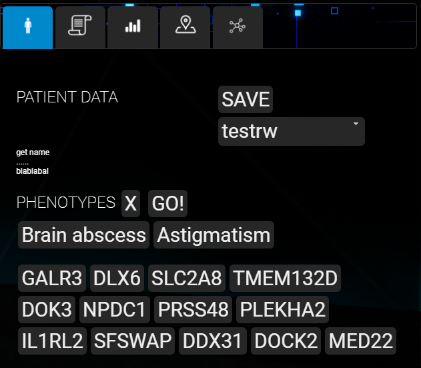 PATIENT DATA SAVE
testrw
get name
......
blablabal
PHENOTYPES X GO!
Brain abscess Astigmatism
GALR3 DLX6 SLC2A8 TMEM132D
DOK3 NPDC1 PRSS48 PLEKHA2
IL1RL2 SFSWAP DDX31 DOCK2 MED22